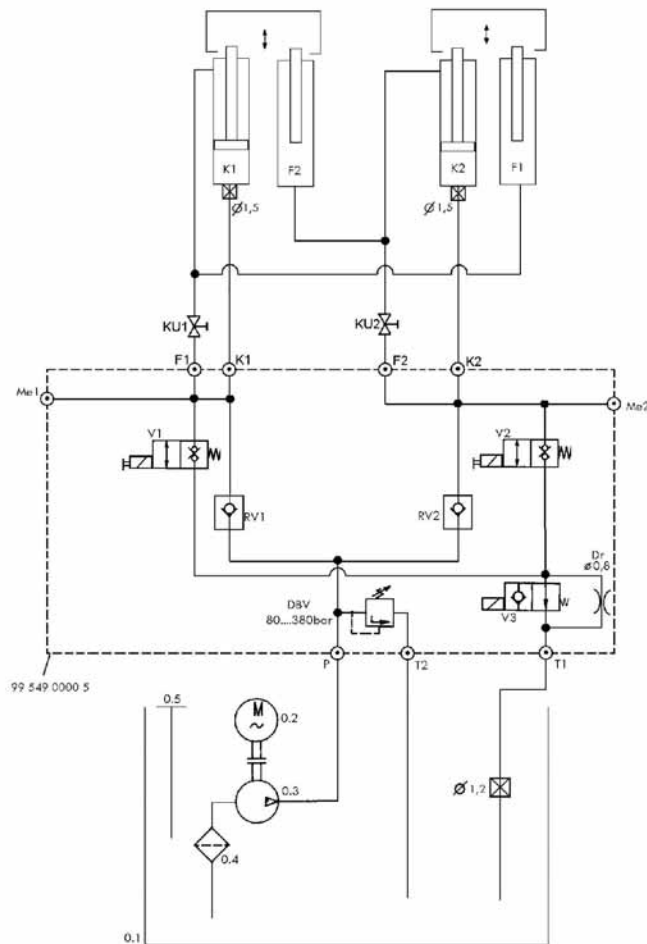 K1
F2
K2
F1
Ø1,5
Ø1,5
KU1
KU2
F1
K1
F2
K2
Me1
Me2
V1
V2
RV1
RV2
Dr
ø0,8
DBV
80....380bar
V3
P
T2
T1
99 549 0000 5
0.5
M
~
0.2
0.3
Ø1,2
0.4
0.1